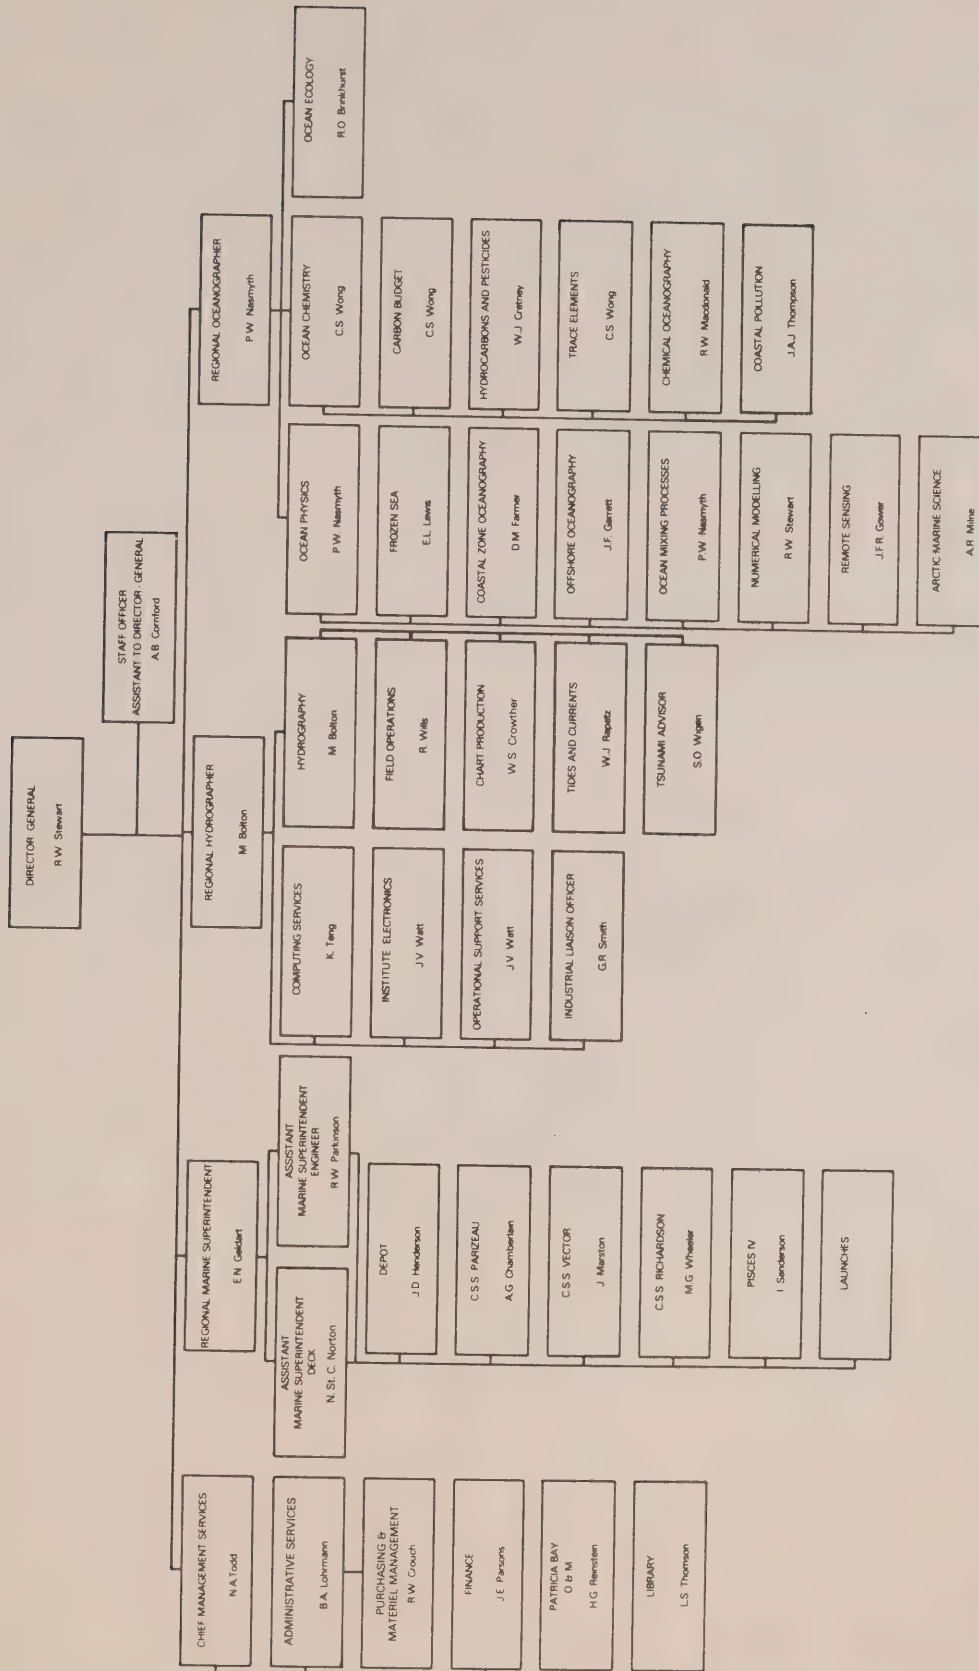 DIRECTOR GENERAL
R W Stewart
STAFF OFFICER
ASSISTANT TO DIRECTOR - GENERAL
A.B Cornford
CHIEF MANAGEMENT SERVICES
N A.Todd
ADMINISTRATIVE SERVICES
B A. Lohrmann
PURCHASING &
MATERIEL MANAGEMENT
R W. Crouch
FINANCE
J E Parsons
PATRICIA BAY
O & M
H G Reinstein
LIBRARY
L.S Thomson
REGIONAL MARINE SUPERINTENDENT
E N Geldart
ASSISTANT
MARINE SUPERINTENDENT
DECK
N. St. C. Norton
ASSISTANT
MARINE SUPERINTENDENT
ENGINEER
R W Parkinson
DEPOT
J D Henderson
C S S PARIZEAU
A.G Chamberlain
C.S.S VECTOR
J Marston
C.S.S RICHARDSON
M.G Wheeler
PISCES IV
I Sanderson
LAUNCHES
REGIONAL HYDROGRAPHER
M Bolton
COMPUTING SERVICES
K. Teng
INSTITUTE ELECTRONICS
J V Watt
OPERATIONAL SUPPORT SERVICES
J V Watt
INDUSTRIAL LIAISON OFFICER
G.R Smith
HYDROGRAPHY
M Bolton
FIELD OPERATIONS
R. Wills
CHART PRODUCTION
W S Crowther
TIDES AND CURRENTS
W.J Rapatz
TSUNAMI ADVISOR
S.O Wigen
REGIONAL OCEANOGRAPHER
P W. Nasmyth
OCEAN PHYSICS
P W. Nasmyth
FROZEN SEA
E.L Lewis
COASTAL ZONE OCEANOGRAPHY
D M Farmer
OFFSHORE OCEANOGRAPHY
J.F. Garrett
OCEAN MIXING PROCESSES
P.W Nasmyth
NUMERICAL MODELLING
R W Stewart
REMOTE SENSING
J.F R. Gower
ARCTIC MARINE SCIENCE
A.R Milne
OCEAN CHEMISTRY
C.S Wong
CARBON BUDGET
C.S Wong
HYDROCARBONS AND PESTICIDES
W.J Cretney
TRACE ELEMENTS
C.S Wong
CHEMICAL OCEANOGRAPHY
R W Macdonald
COASTAL POLLUTION
J.A.J Thompson
OCEAN ECOLOGY
R.O Brinkhurst